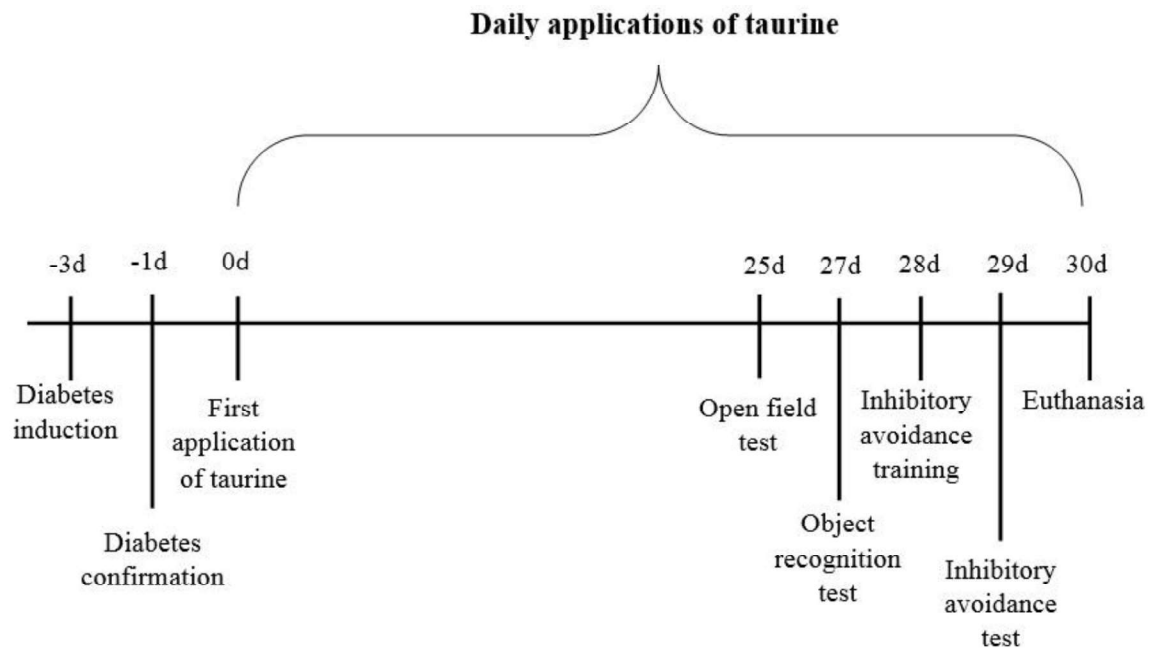 Daily applications of taurine
-3d
-1d
0d
25d
27d
28d
29d
30d
Diabetes
induction
Diabetes
confirmation
First
application
of taurine
Open field
test
Object
recognition
test
Inhibitory
avoidance
training
Inhibitory
avoidance
test
Euthanasia